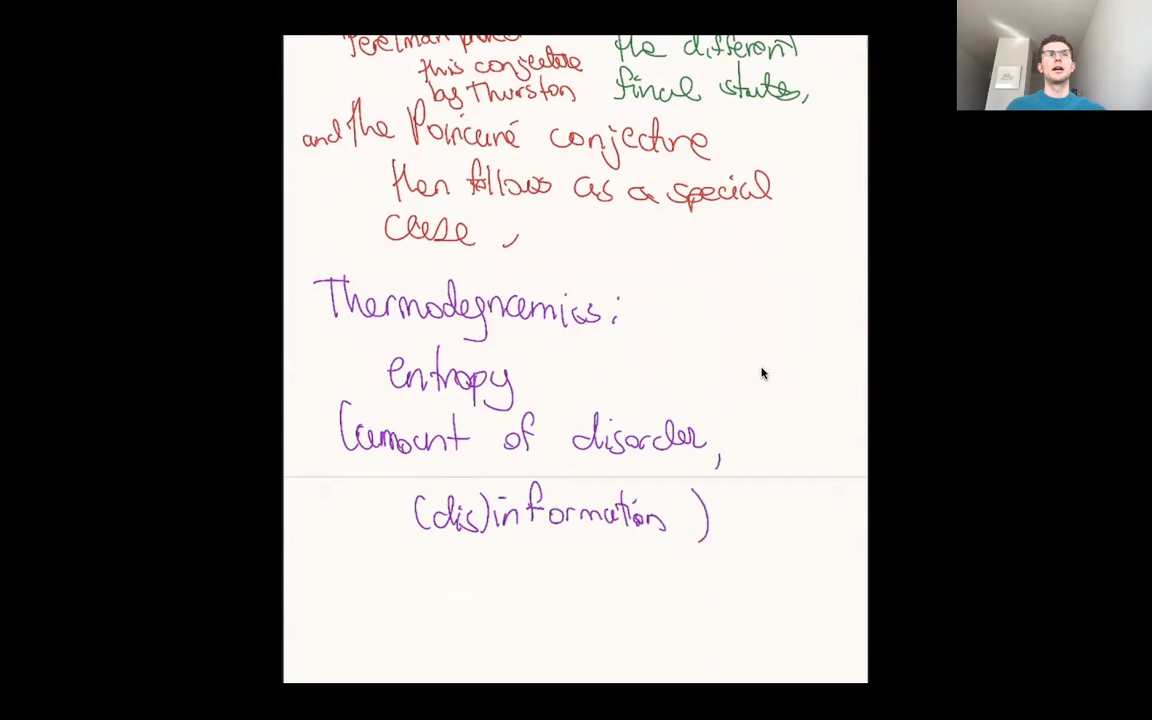 Perelman
this conjecture
by Thurston
the different
final states,
and the Poincaré conjecture
then follows as a special
case,
Thermodynamics:
entropy
(amount of disorder,
(dis)information)